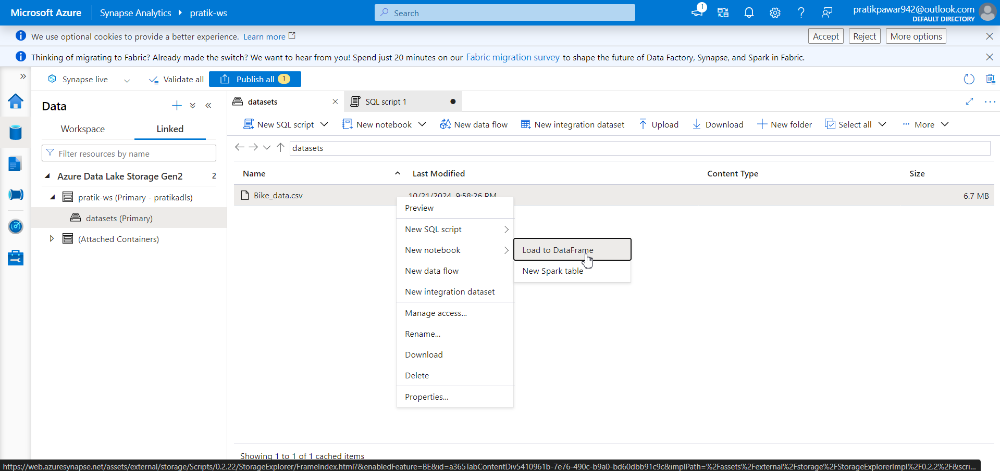 Microsoft Azure Synapse Analytics pratik-ws Search 1 pratikpawar942@outlook.com
DEFAULT DIRECTORY
We use optional cookies to provide a better experience. Learn more Accept Reject More options
Thinking of migrating to Fabric? Already made the switch? We want to hear from you! Spend just 20 minutes on our Fabric migration survey to shape the future of Data Factory, Synapse, and Spark in Fabric.
Synapse live Validate all Publish all 1
Data
Workspace Linked
Filter resources by name
Azure Data Lake Storage Gen2 2
pratik-ws (Primary - pratikadls)
datasets (Primary)
(Attached Containers)
datasets SQL script 1
New SQL script New notebook New data flow New integration dataset Upload Download New folder Select all ... More
datasets
Name Last Modified Content Type Size
Bike_data.csv 10/21/2024, 9:58:26 PM 6.7 MB
Preview
New SQL script
New notebook
New data flow
New integration dataset
Manage access...
Rename...
Download
Delete
Properties...
Load to DataFrame
New Spark table
Showing 1 to 1 of 1 cached items
https://web.azuresynapse.net/assets/external/storage/Scripts/0.2.22/StorageExplorer/FrameIndex.html?&enabledFeature=BE&id=a365TabContentDiv5410961b-7e76-490c-b9a0-bd60dbb91c9c&implPath=%2Fassets%2Fexternal%2Fstorage%2FStorageExplorerImpl%2F0.2.2%2F&scri...